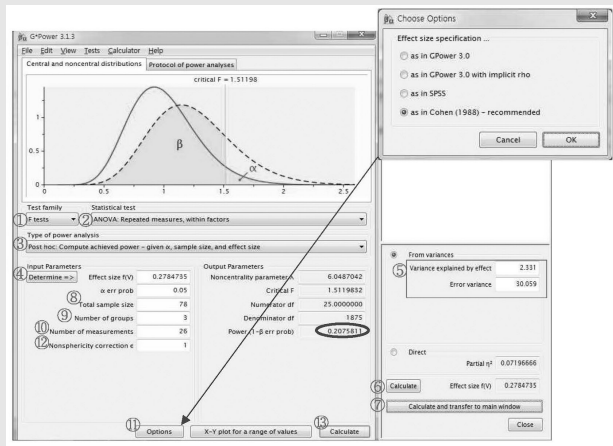 G*Power 3.1.3
File Edit View Tests Calculator Help
Central and noncentral distributions Protocol of power analyses
critical F = 1.51198
1
0.5
0
β
α
0 0.5 1 1.5 2 2.5
Test family Statistical test
① F tests ② ANOVA: Repeated measures, within factors
Type of power analysis
③ Post hoc: Compute achieved power – given α, sample size, and effect size
Input Parameters Output Parameters
④ Determine => Effect size f(V) 0.2784735 Noncentrality parameter λ 6.0487042
α err prob 0.05 Critical F 1.5119832
⑧ Total sample size 78 Numerator df 25.0000000
⑨ Number of groups 3 Denominator df 1875
⑩ Number of measurements 26 Power (1-β err prob) 0.2075811
⑫ Nonsphericity correction ε 1
⑪ Options X-Y plot for a range of values ⑬ Calculate
Choose Options
Effect size specification ...
as in GPower 3.0
as in GPower 3.0 with implicit rho
as in SPSS
as in Cohen (1988) – recommended
Cancel OK
From variances
⑤ Variance explained by effect 2.331
Error variance 30.059
Direct
Partial η² 0.07196666
⑥ Calculate Effect size f(V) 0.2784735
⑦ Calculate and transfer to main window
Close